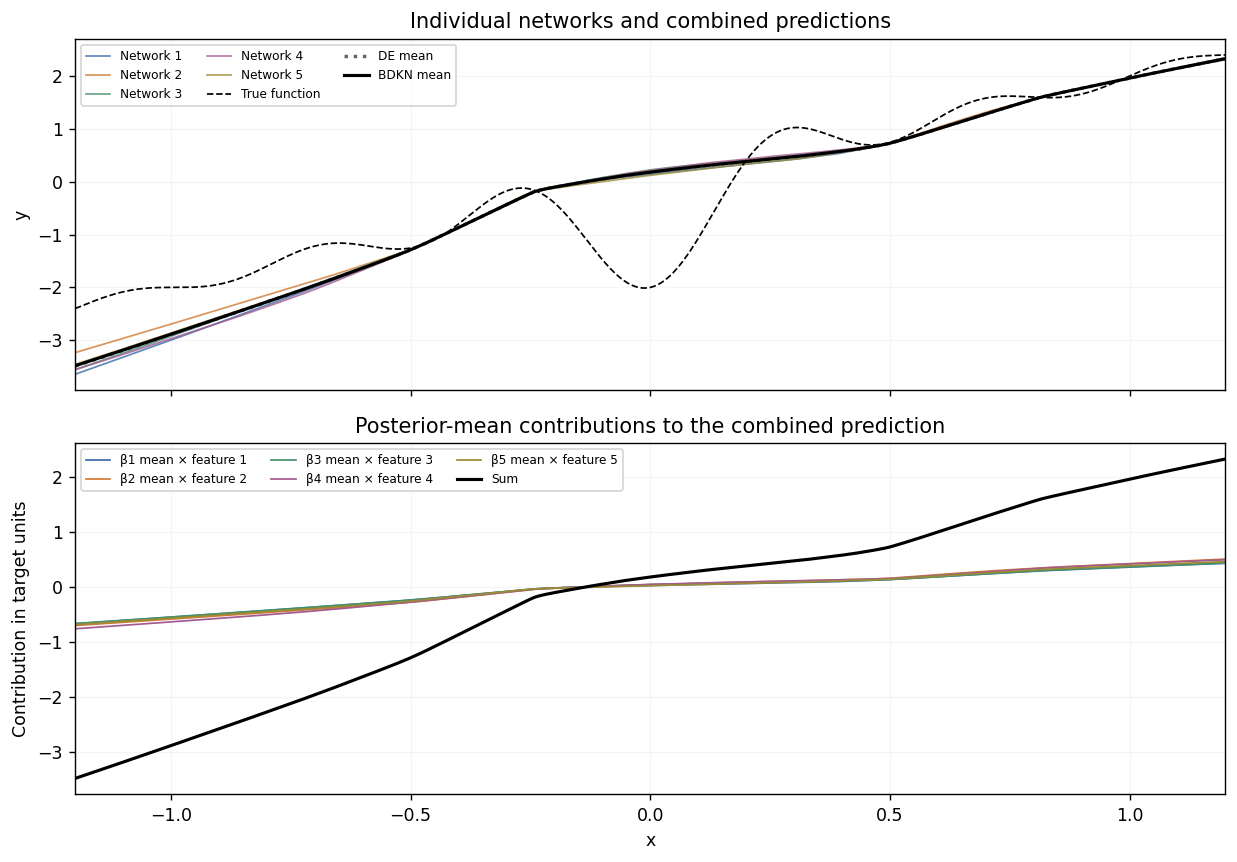 Individual networks and combined predictions
Network 1 Network 4 DE mean
Network 2 Network 5 BDKN mean
Network 3 True function
2
1
0
−1
−2
−3
y
Posterior-mean contributions to the combined prediction
β1 mean × feature 1 β3 mean × feature 3 β5 mean × feature 5
β2 mean × feature 2 β4 mean × feature 4 Sum
2
1
0
−1
−2
−3
Contribution in target units
−1.0 −0.5 0.0 0.5 1.0
x